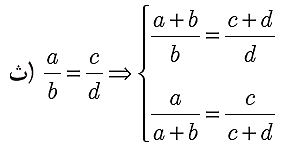 ث) a/b = c/d ⇒ { (a+b)/b = (c+d)/d
a/(a+b) = c/(c+d)